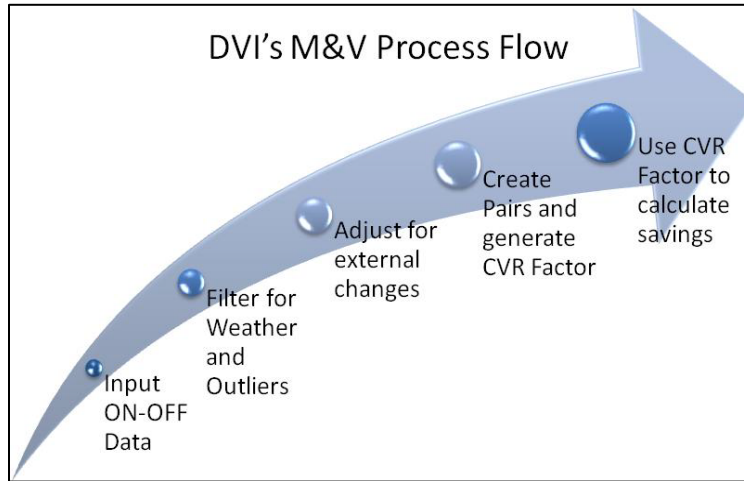 DVI's M&V Process Flow
Input
ON-OFF
Data
Filter for
Weather
and
Outliers
Adjust for
external
changes
Create
Pairs and
generate
CVR Factor
Use CVR
Factor to
calculate
savings